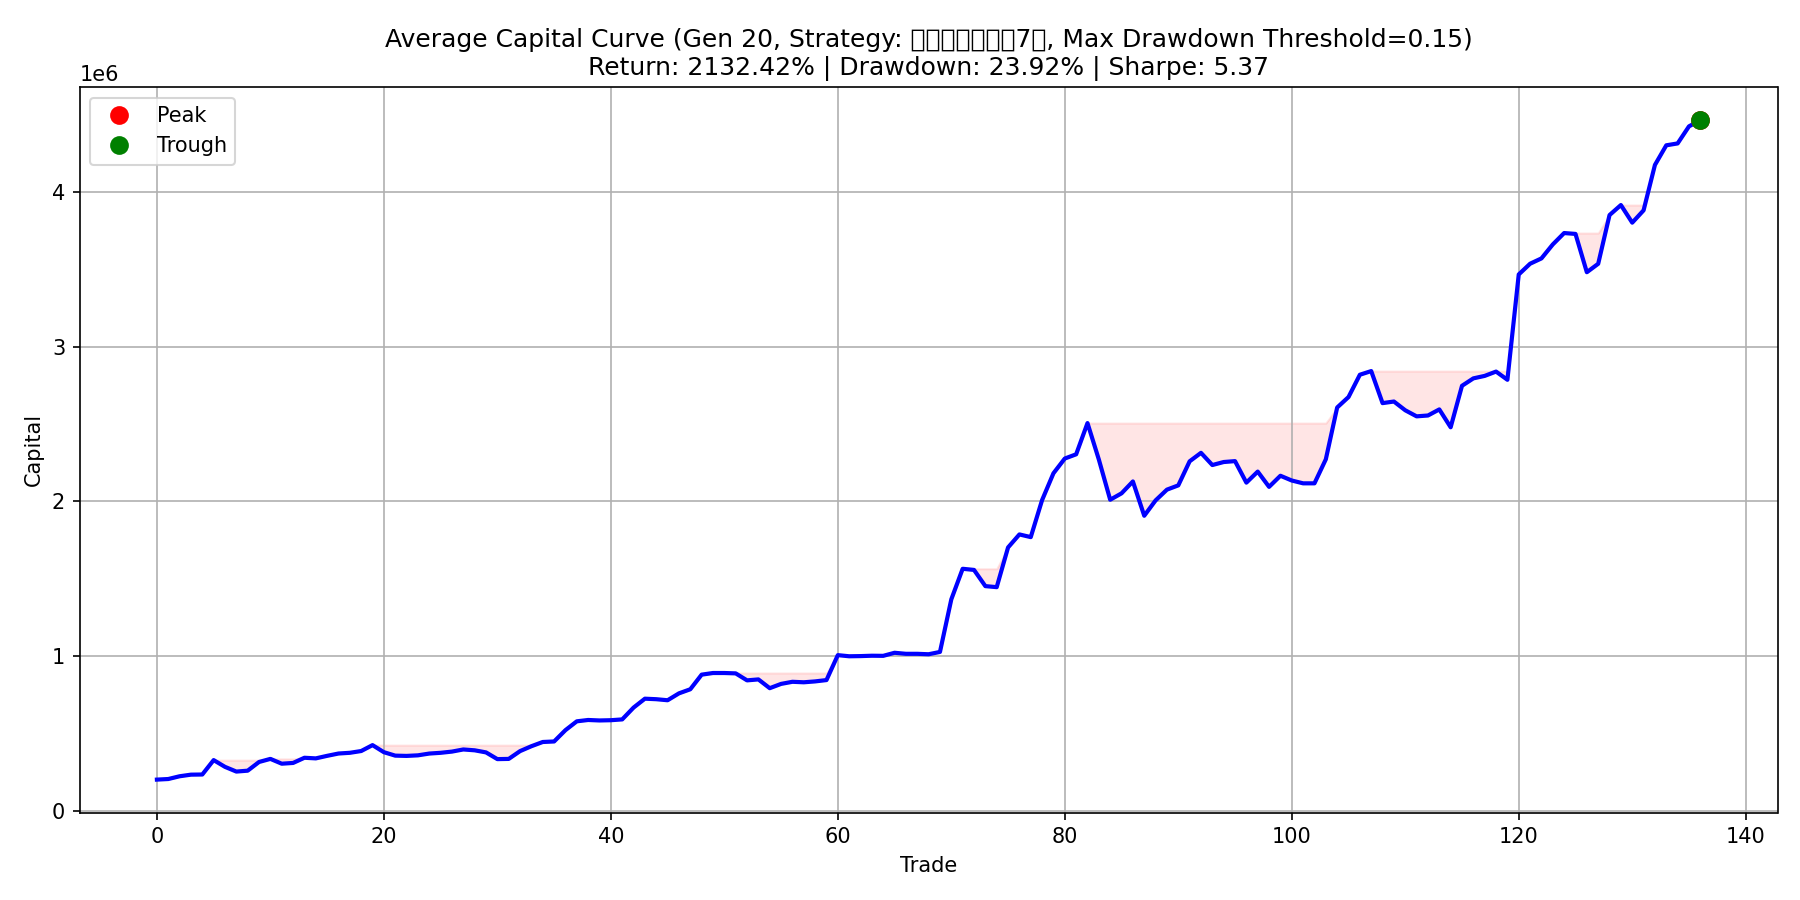 Average Capital Curve (Gen 20, Strategy: 7, Max Drawdown Threshold=0.15)
Return: 2132.42% | Drawdown: 23.92% | Sharpe: 5.37
1e6
Peak
Trough
4
3
2
1
0
Capital
0 20 40 60 80 100 120 140
Trade